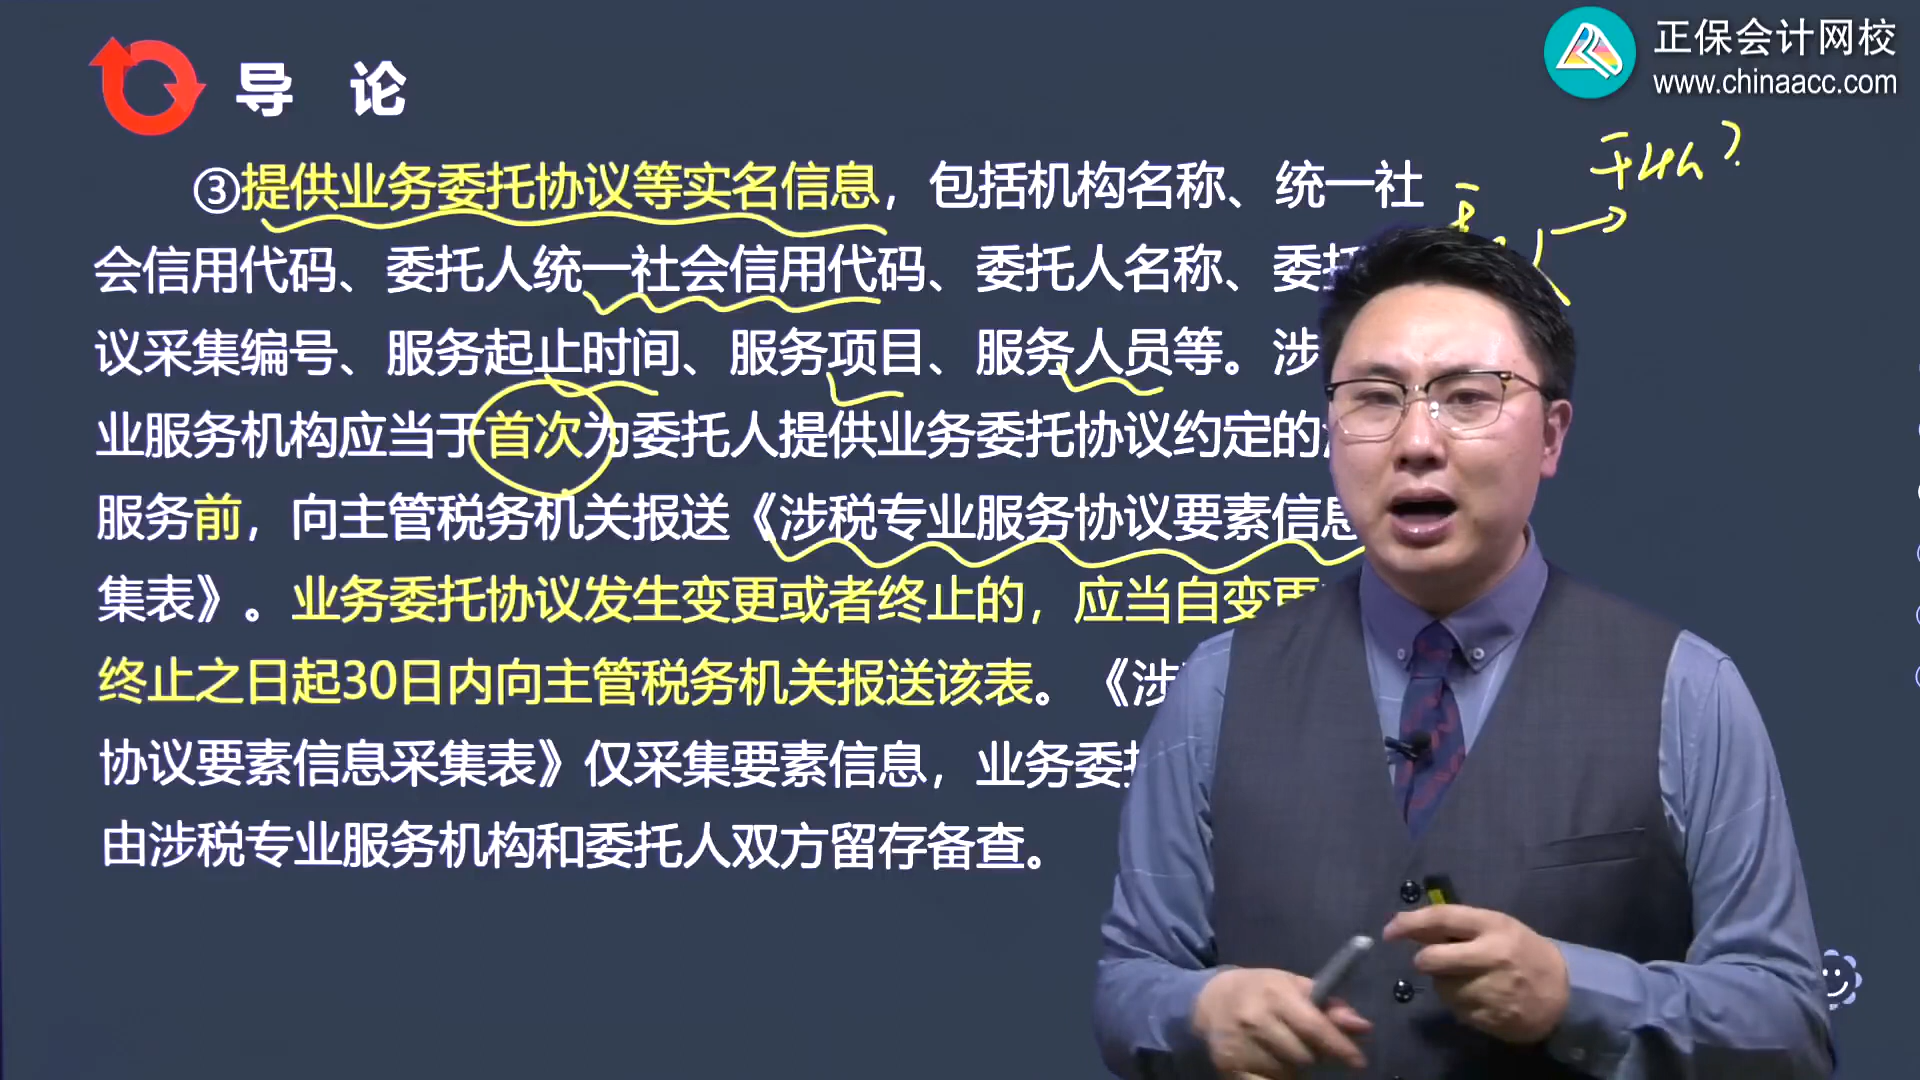 正保会计网校
www.chinaacc.com
导 论
干什么？
③提供业务委托协议等实名信息，包括机构名称、统一社
会信用代码、委托人统一社会信用代码、委托人名称、委托
议采集编号、服务起止时间、服务项目、服务人员等。涉
业服务机构应当于首次为委托人提供业务委托协议约定的
服务前，向主管税务机关报送《涉税专业服务协议要素信息
集表》。业务委托协议发生变更或者终止的，应当自变更
终止之日起30日内向主管税务机关报送该表。《涉
协议要素信息采集表》仅采集要素信息，业务委托
由涉税专业服务机构和委托人双方留存备查。